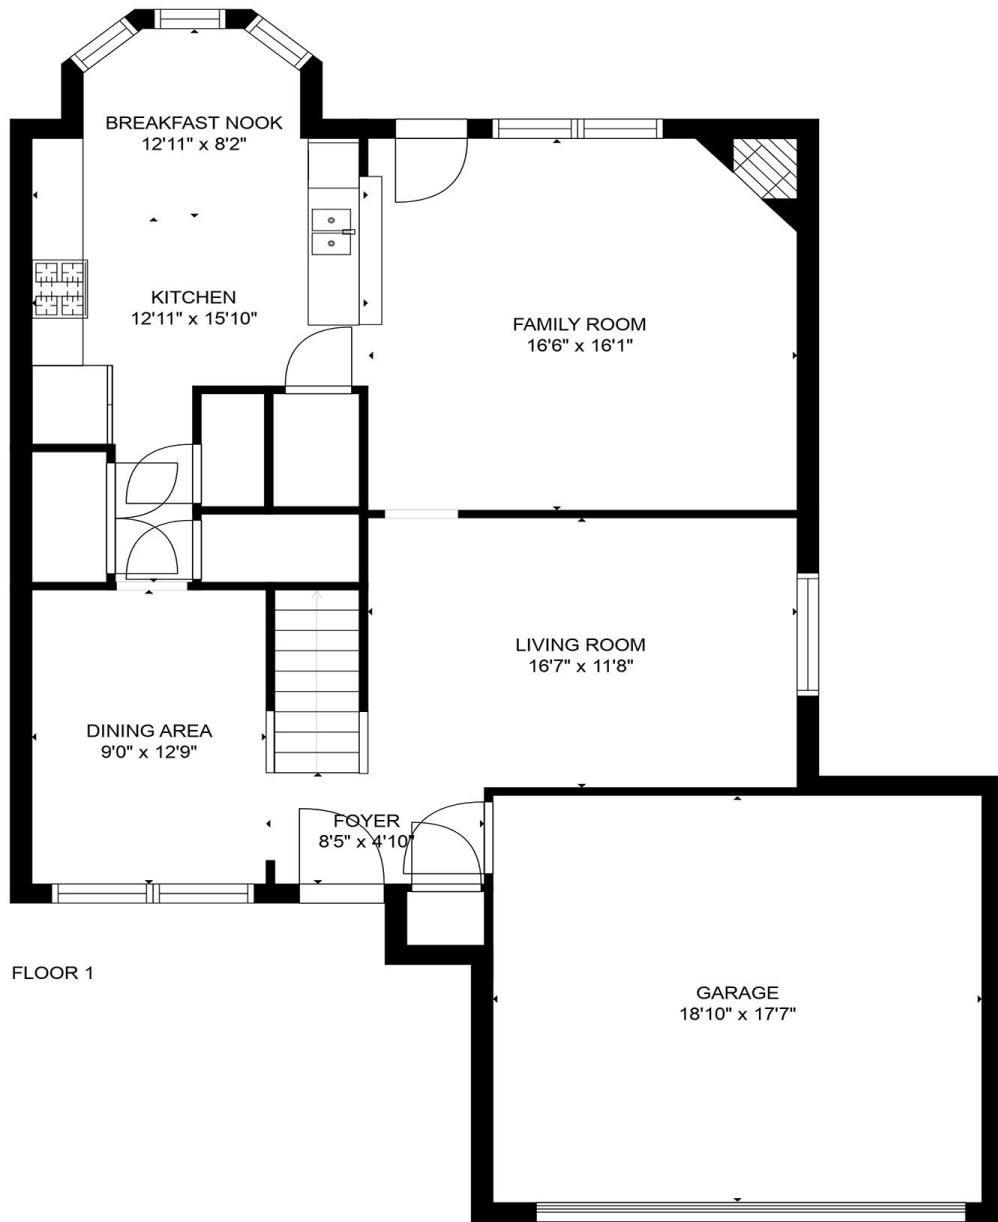 BREAKFAST NOOK
12'11" x 8'2"
KITCHEN
12'11" x 15'10"
FAMILY ROOM
16'6" x 16'1"
LIVING ROOM
16'7" x 11'8"
DINING AREA
9'0" x 12'9"
FOYER
8'5" x 4'10"
FLOOR 1
GARAGE
18'10" x 17'7"